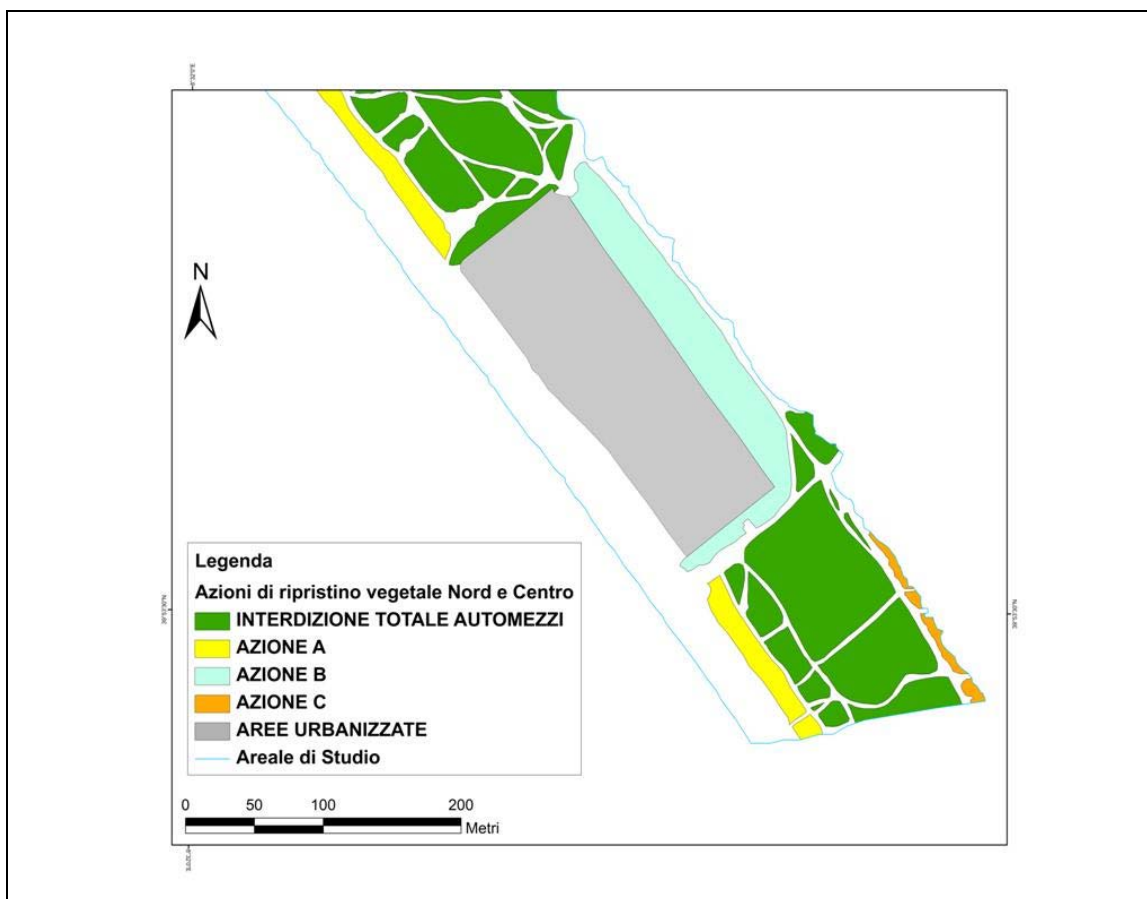 N
Legenda
Azioni di ripristino vegetale Nord e Centro
INTERDIZIONE TOTALE AUTOMEZZI
AZIONE A
AZIONE B
AZIONE C
AREE URBANIZZATE
Areale di Studio
0 50 100 200
Metri